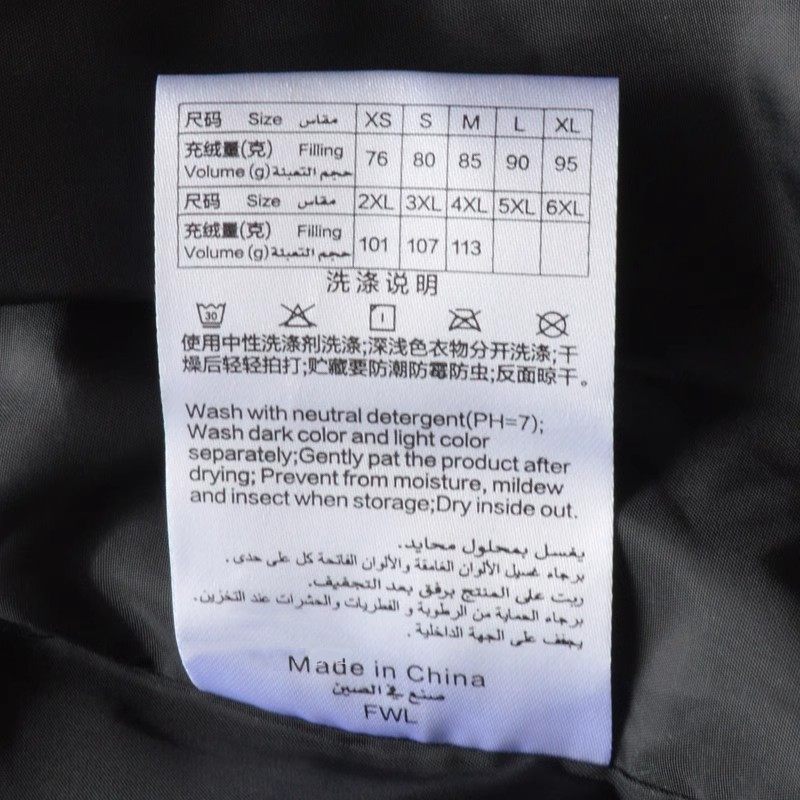 尺码 Size مقاس XS S M L XL
充绒量(克) Filling
Volume (g) حجم التعبئة 76 80 85 90 95
尺码 Size مقاس 2XL 3XL 4XL 5XL 6XL
充绒量(克) Filling
Volume (g) حجم التعبئة 101 107 113
洗涤说明
30
使用中性洗涤剂洗涤;深浅色衣物分开洗涤;干
燥后轻轻拍打;贮藏要防潮防霉防虫;反面晾干。
Wash with neutral detergent(PH=7);
Wash dark color and light color
separately;Gently pat the product after
drying; Prevent from moisture, mildew
and insect when storage;Dry inside out.
يغسل بمحلول محايد.
برجاء غسيل الألوان الغامقة والألوان الفاتحة كل على حدى.
ربت على المنتج برفق بعد التجفيف.
برجاء الحماية من الرطوبة و الفطريات والحشرات عند التخزين.
يجفف على الجهة الداخلية.
Made in China
صنع في الصين
FWL